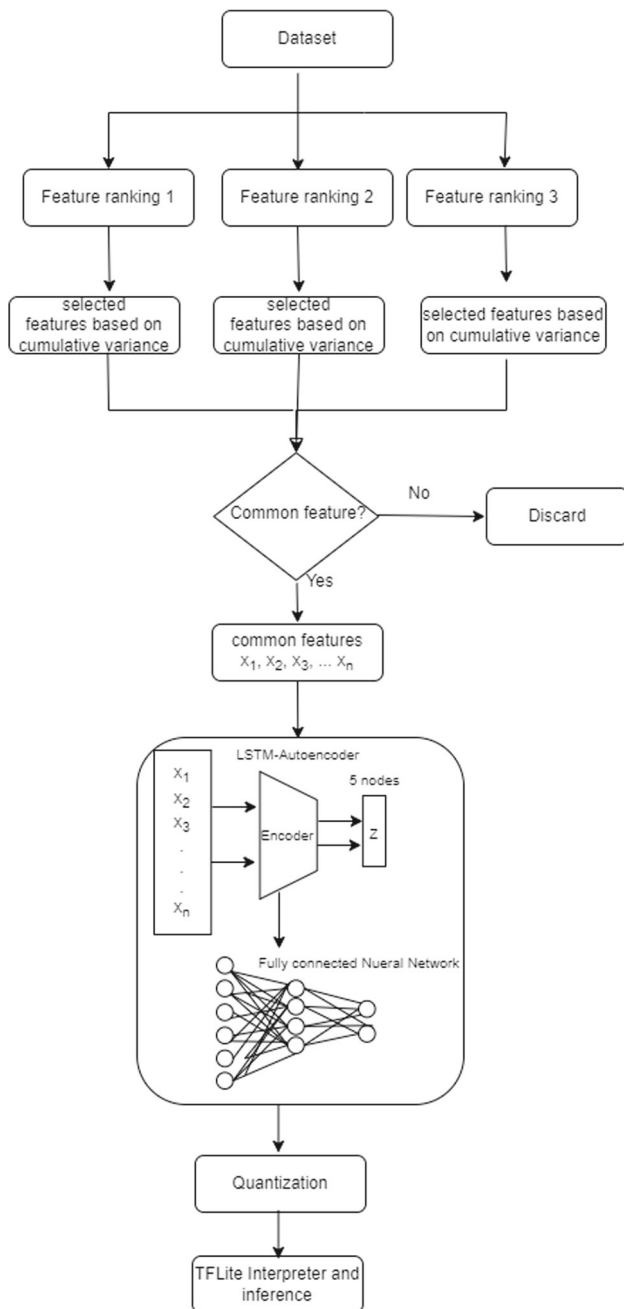 Dataset
Feature ranking 1
Feature ranking 2
Feature ranking 3
selected
features based on
cumulative variance
selected
features based on
cumulative variance
selected features based
on cumulative variance
Common feature?
No
Discard
Yes
common features
X₁, X₂, X₃, ... Xₙ
LSTM-Autoencoder
X₁
X₂
X₃
.
.
.
Xₙ
Encoder
5 nodes
Z
Fully connected Nueral Network
Quantization
TFLite Interpreter and
inference